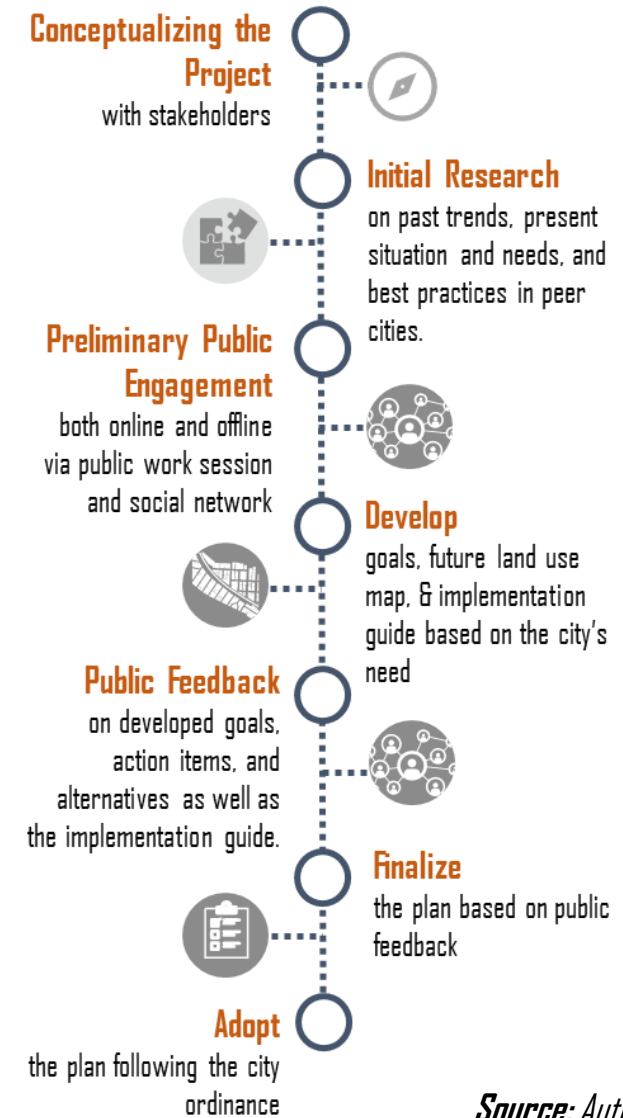 Conceptualizing the
Project
with stakeholders
Initial Research
on past trends, present
situation and needs, and
best practices in peer
cities.
Preliminary Public
Engagement
both online and offline
via public work session
and social network
Develop
goals, future land use
map, & implementation
guide based on the city's
need
Public Feedback
on developed goals,
action items, and
alternatives as well as
the implementation guide.
Finalize
the plan based on public
feedback
Adopt
the plan following the city
ordinance
Source: